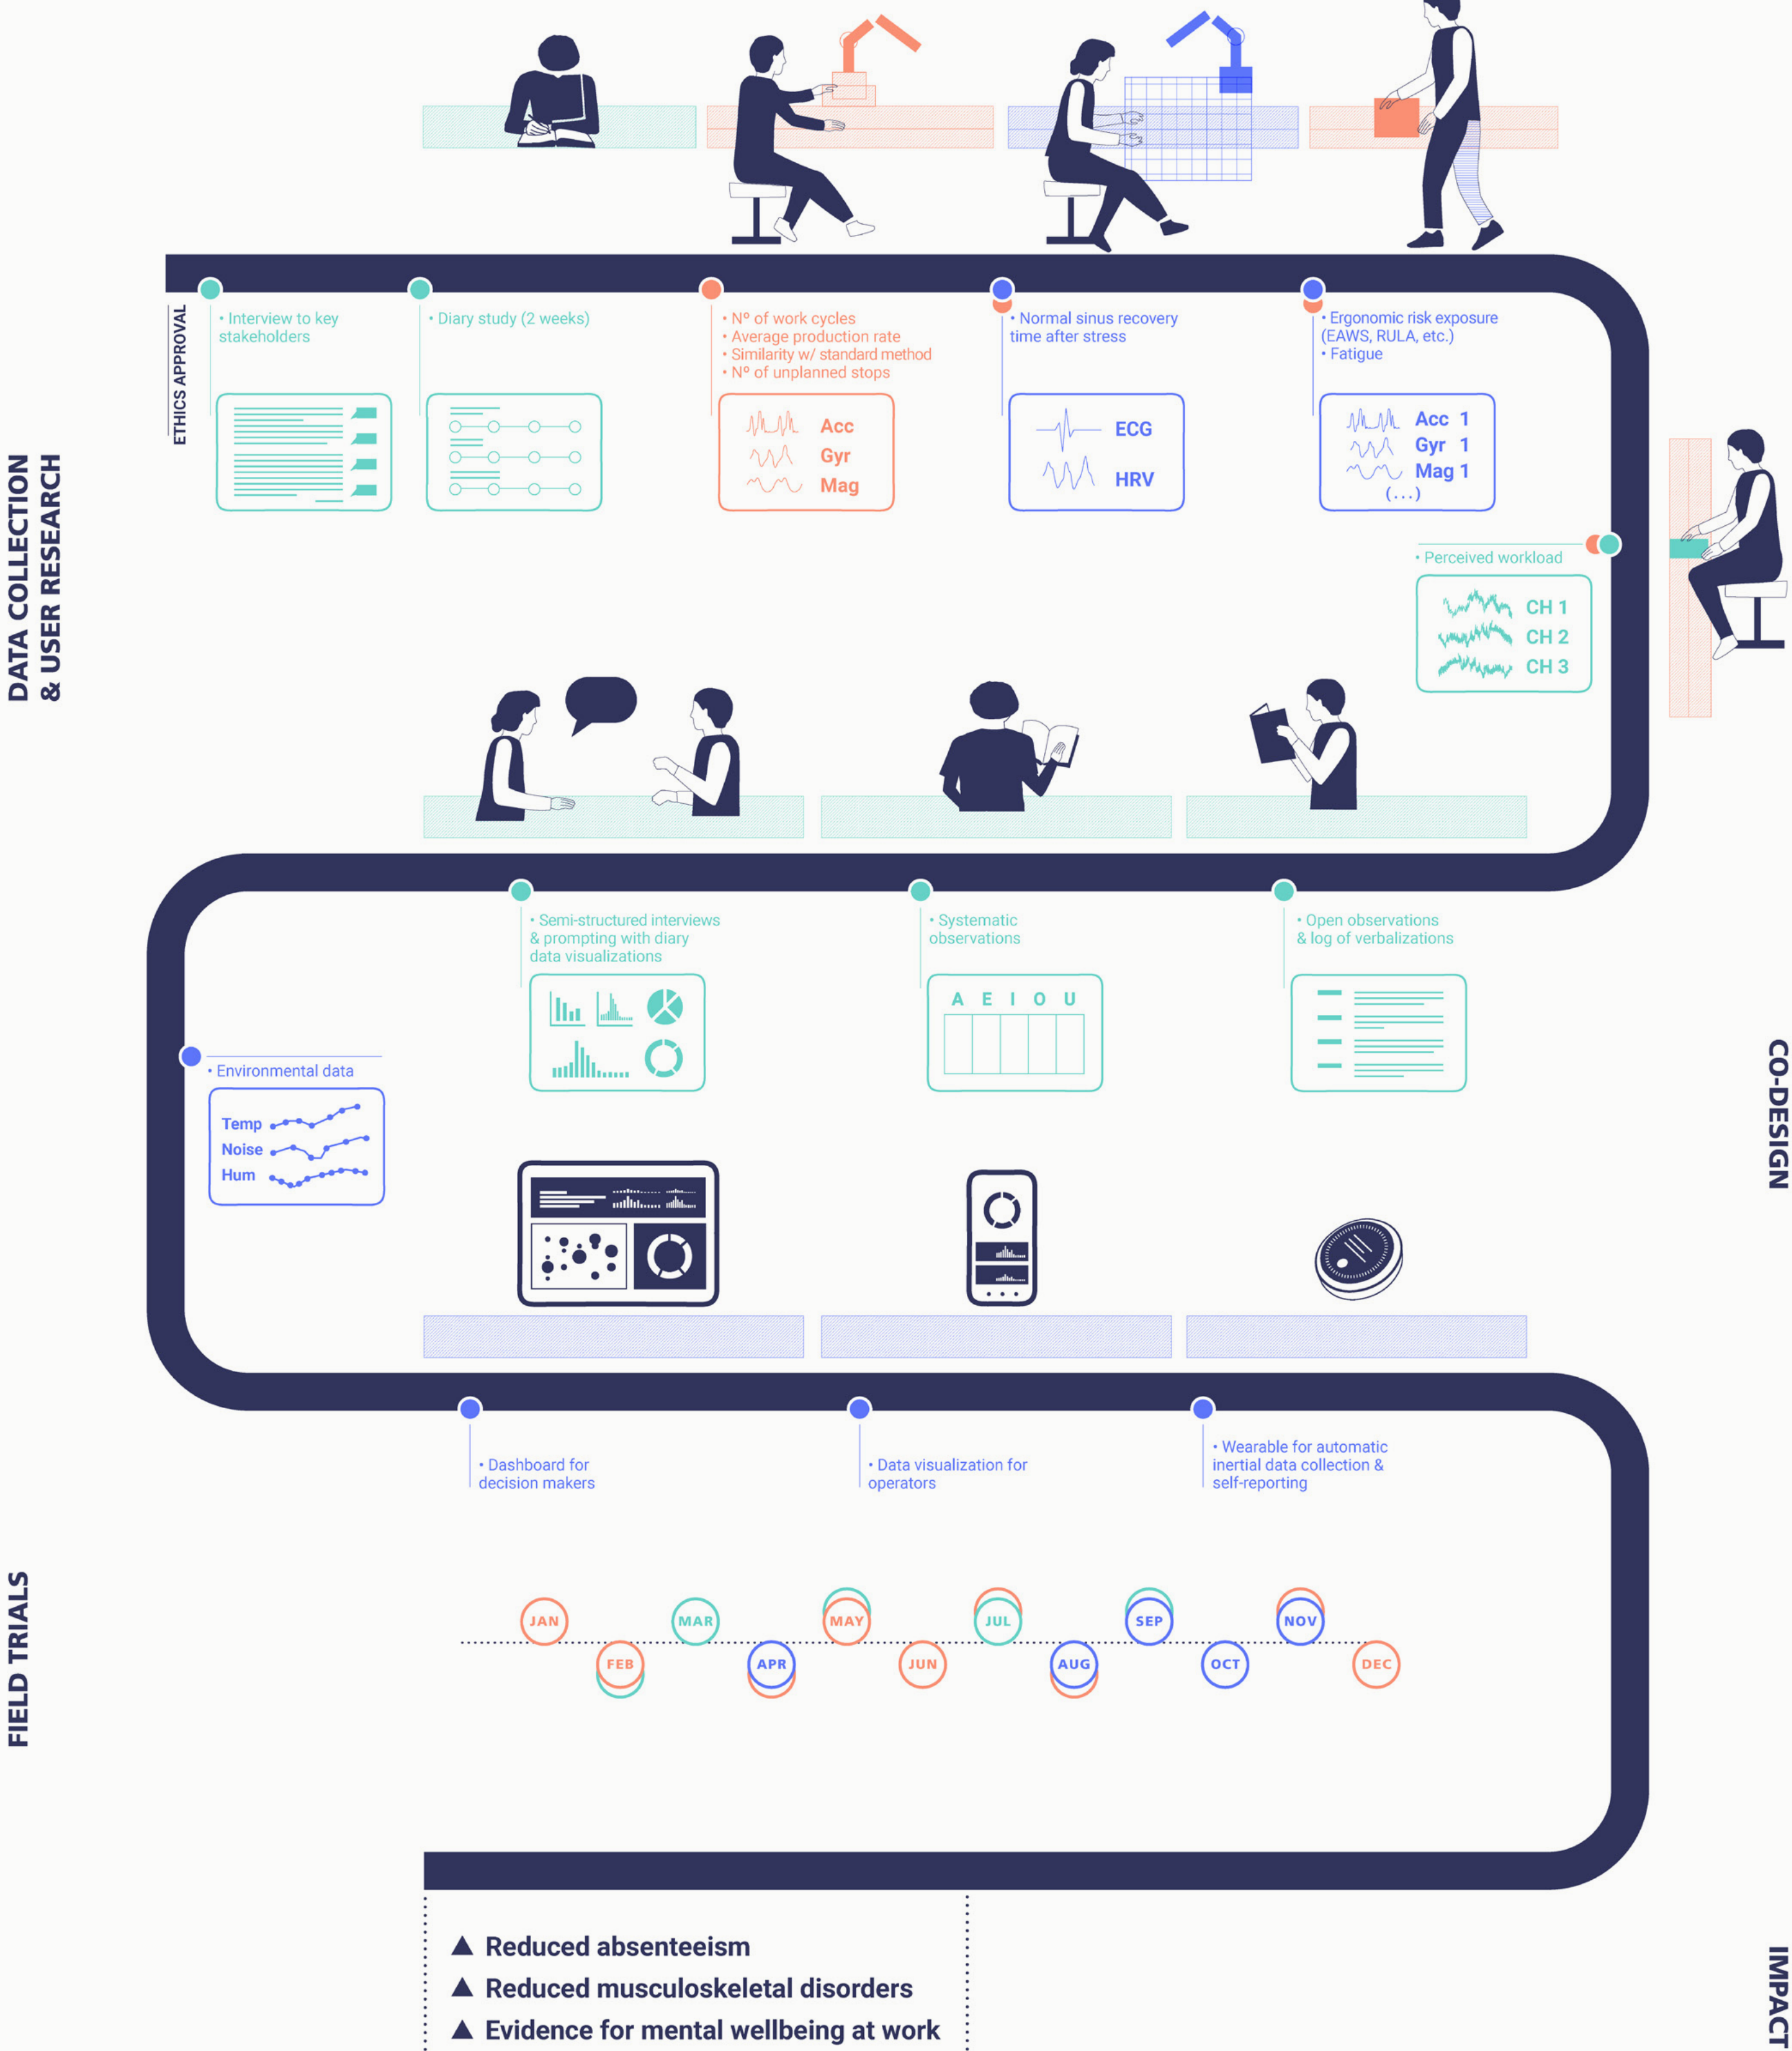 ETHICS APPROVAL
• Interview to key
stakeholders
• Diary study (2 weeks)
• Nº of work cycles
• Average production rate
• Similarity w/ standard method
• Nº of unplanned stops
Acc
Gyr
Mag
• Normal sinus recovery
time after stress
ECG
HRV
• Ergonomic risk exposure
(EAWS, RULA, etc.)
• Fatigue
Acc 1
Gyr 1
Mag 1
(...)
DATA COLLECTION
& USER RESEARCH
• Perceived workload
CH 1
CH 2
CH 3
• Semi-structured interviews
& prompting with diary
data visualizations
• Systematic
observations
A E I O U
• Open observations
& log of verbalizations
• Environmental data
Temp
Noise
Hum
CO-DESIGN
• Dashboard for
decision makers
• Data visualization for
operators
• Wearable for automatic
inertial data collection &
self-reporting
FIELD TRIALS
JAN
FEB
MAR
APR
MAY
JUN
JUL
AUG
SEP
OCT
NOV
DEC
▲ Reduced absenteeism
▲ Reduced musculoskeletal disorders
▲ Evidence for mental wellbeing at work
IMPACT